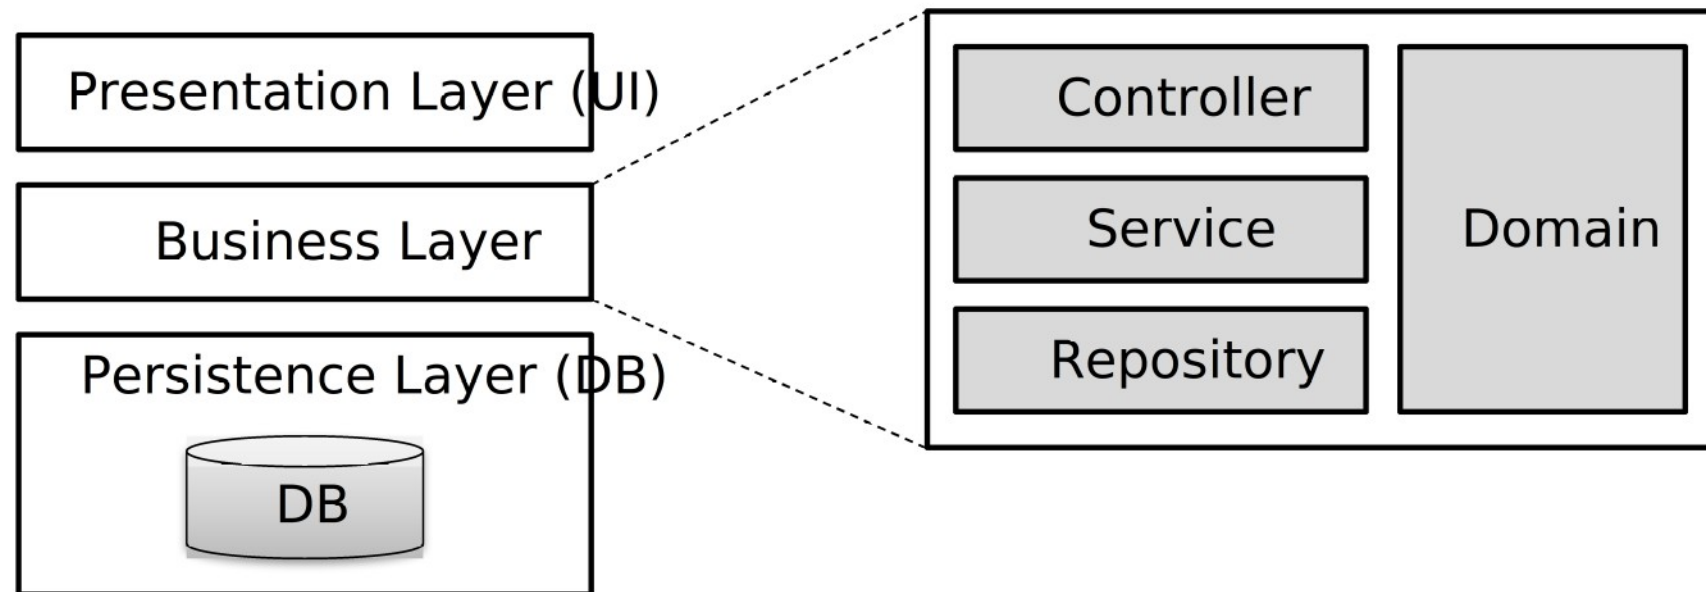 Presentation Layer (UI)
Business Layer
Persistence Layer (DB)
DB
Controller
Service
Repository
Domain